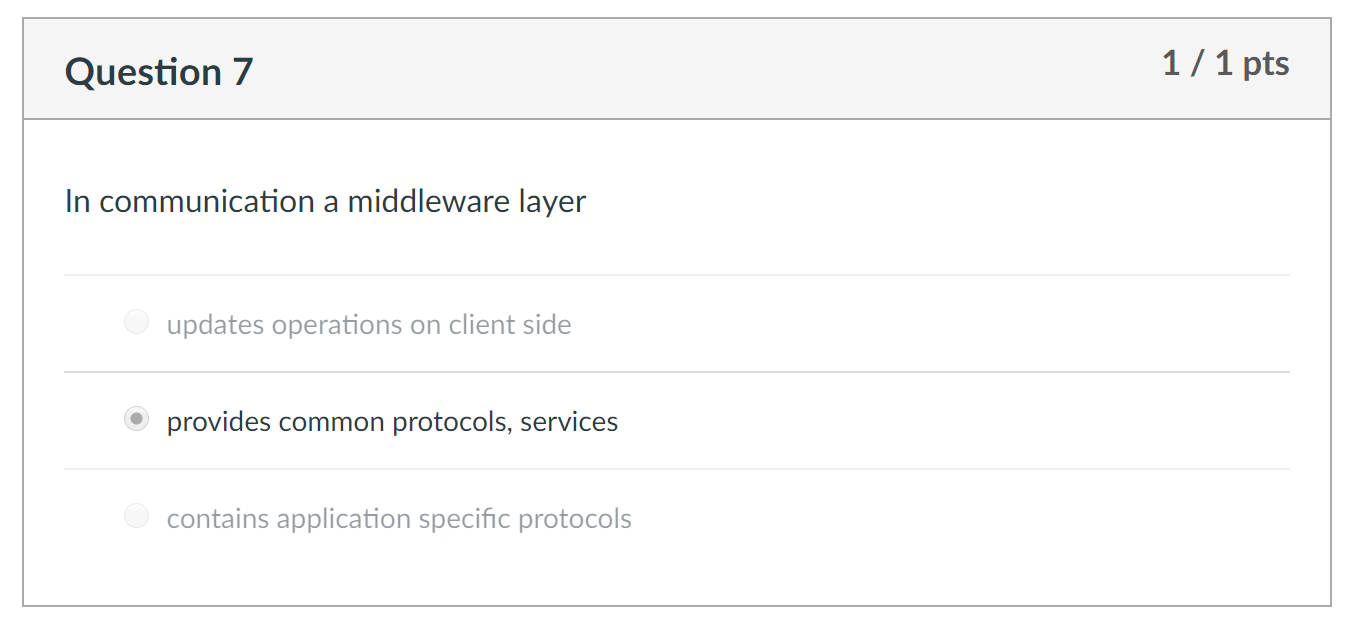 Question 7
1 / 1 pts
In communication a middleware layer
updates operations on client side
provides common protocols, services
contains application specific protocols